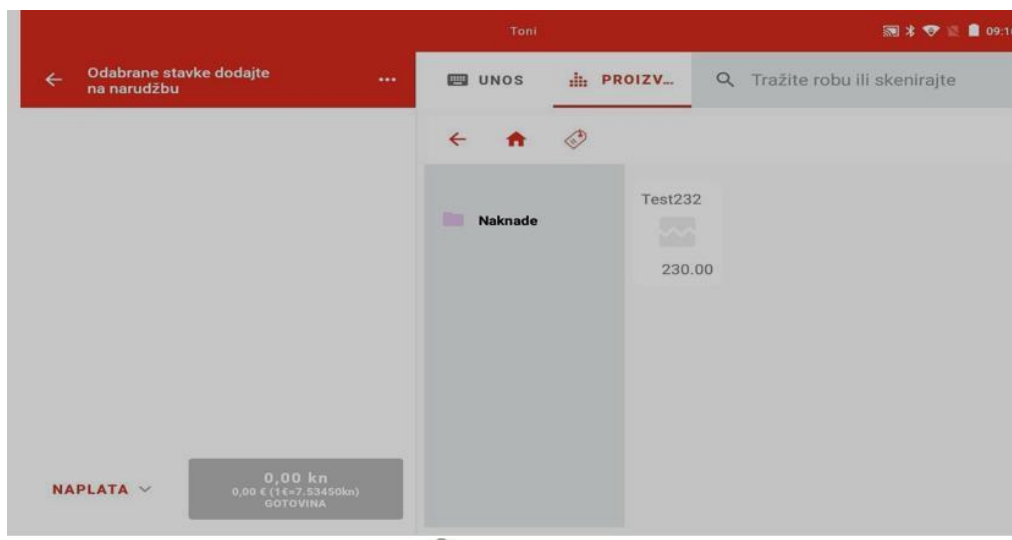 Toni
09:1
Odabrane stavke dodajte
na narudžbu
UNOS
PROIZV...
Tražite robu ili skenirajte
Naknade
Test232
230.00
NAPLATA
0,00 kn
0,00 € (1€=7.53450kn)
GOTOVINA